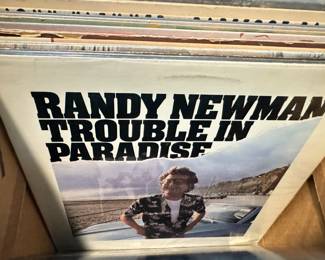 RANDY NEWMAN
TROUBLE IN
PARADISE